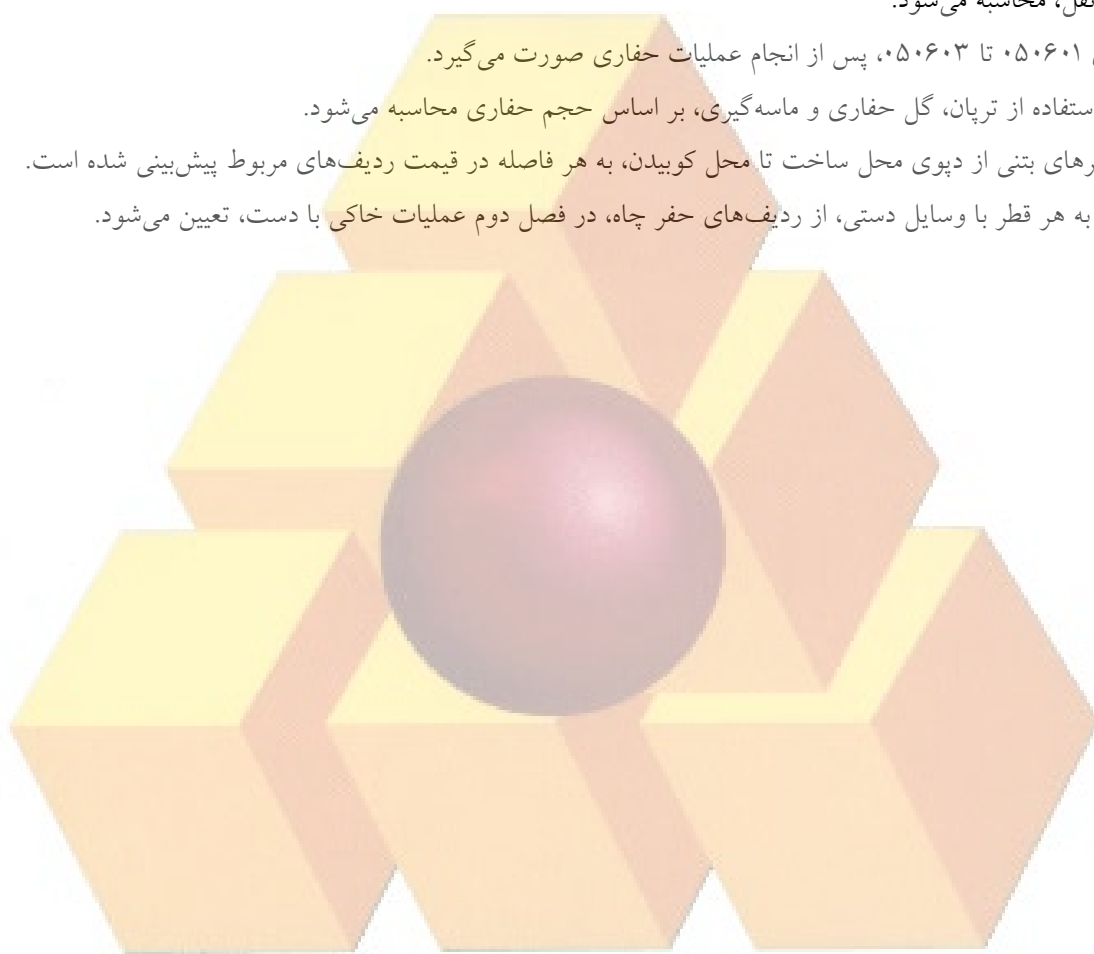 محاسبه می‌شود.
۰۵۰۶۰۱ تا ۰۵۰۶۰۳، پس از انجام عملیات حفاری صورت می‌گیرد.
ستفاده از ترپان، گل حفاری و ماسه‌گیری، بر اساس حجم حفاری محاسبه می‌شود.
رهای بتنی از دپوی محل ساخت تا محل کوبیدن، به هر فاصله در قیمت ردیف‌های مربوط پیش‌بینی شده است.
به هر قطر با وسایل دستی، از ردیف‌های حفر چاه، در فصل دوم عملیات خاکی با دست، تعیین می‌شود.